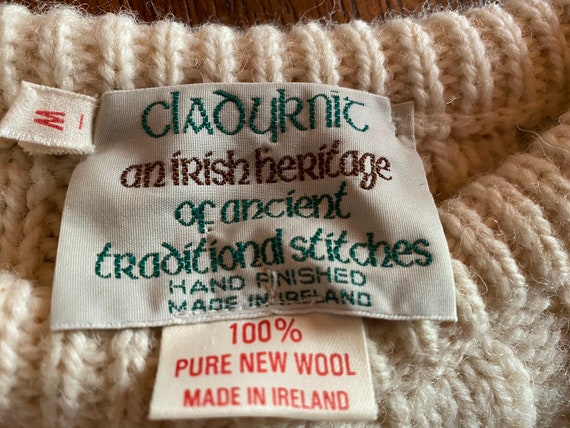 M
cladyknit
an irish heritage
of ancient
traditional stitches
HAND FINISHED
MADE IN IRELAND
100%
PURE NEW WOOL
MADE IN IRELAND